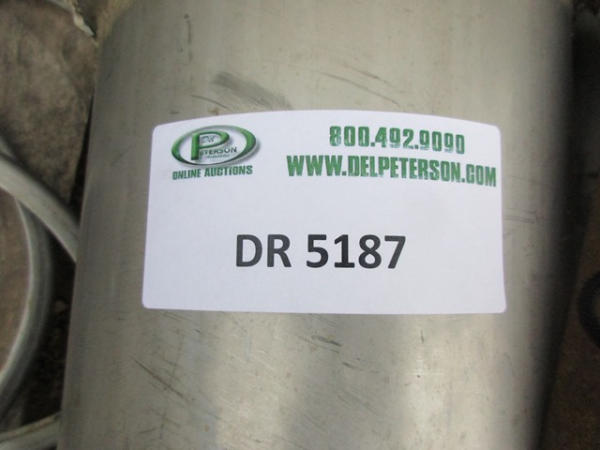 PETERSON
ONLINE AUCTIONS
800.492.9090
WWW.DELPETERSON.COM
DR 5187